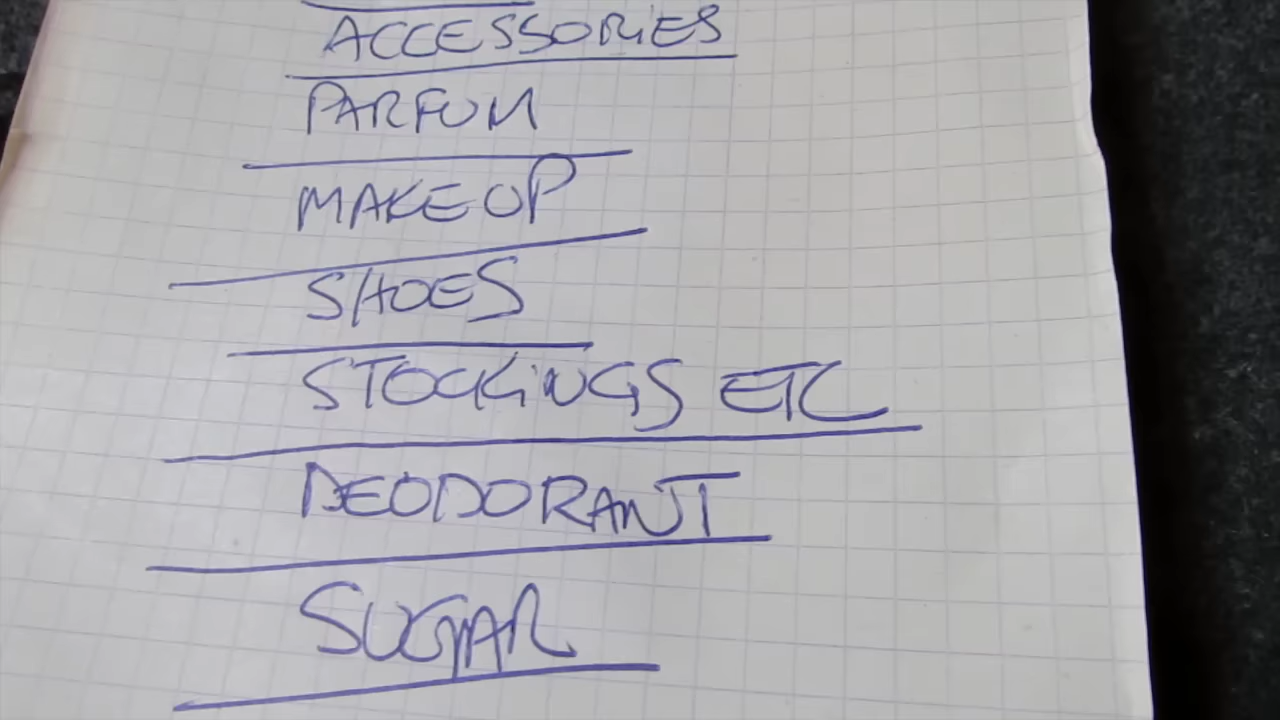 ACCESSORiES
PARFUM
MAKEUP
SHOES
STOCKiNGS ETC
DEODORANT
SUGAR